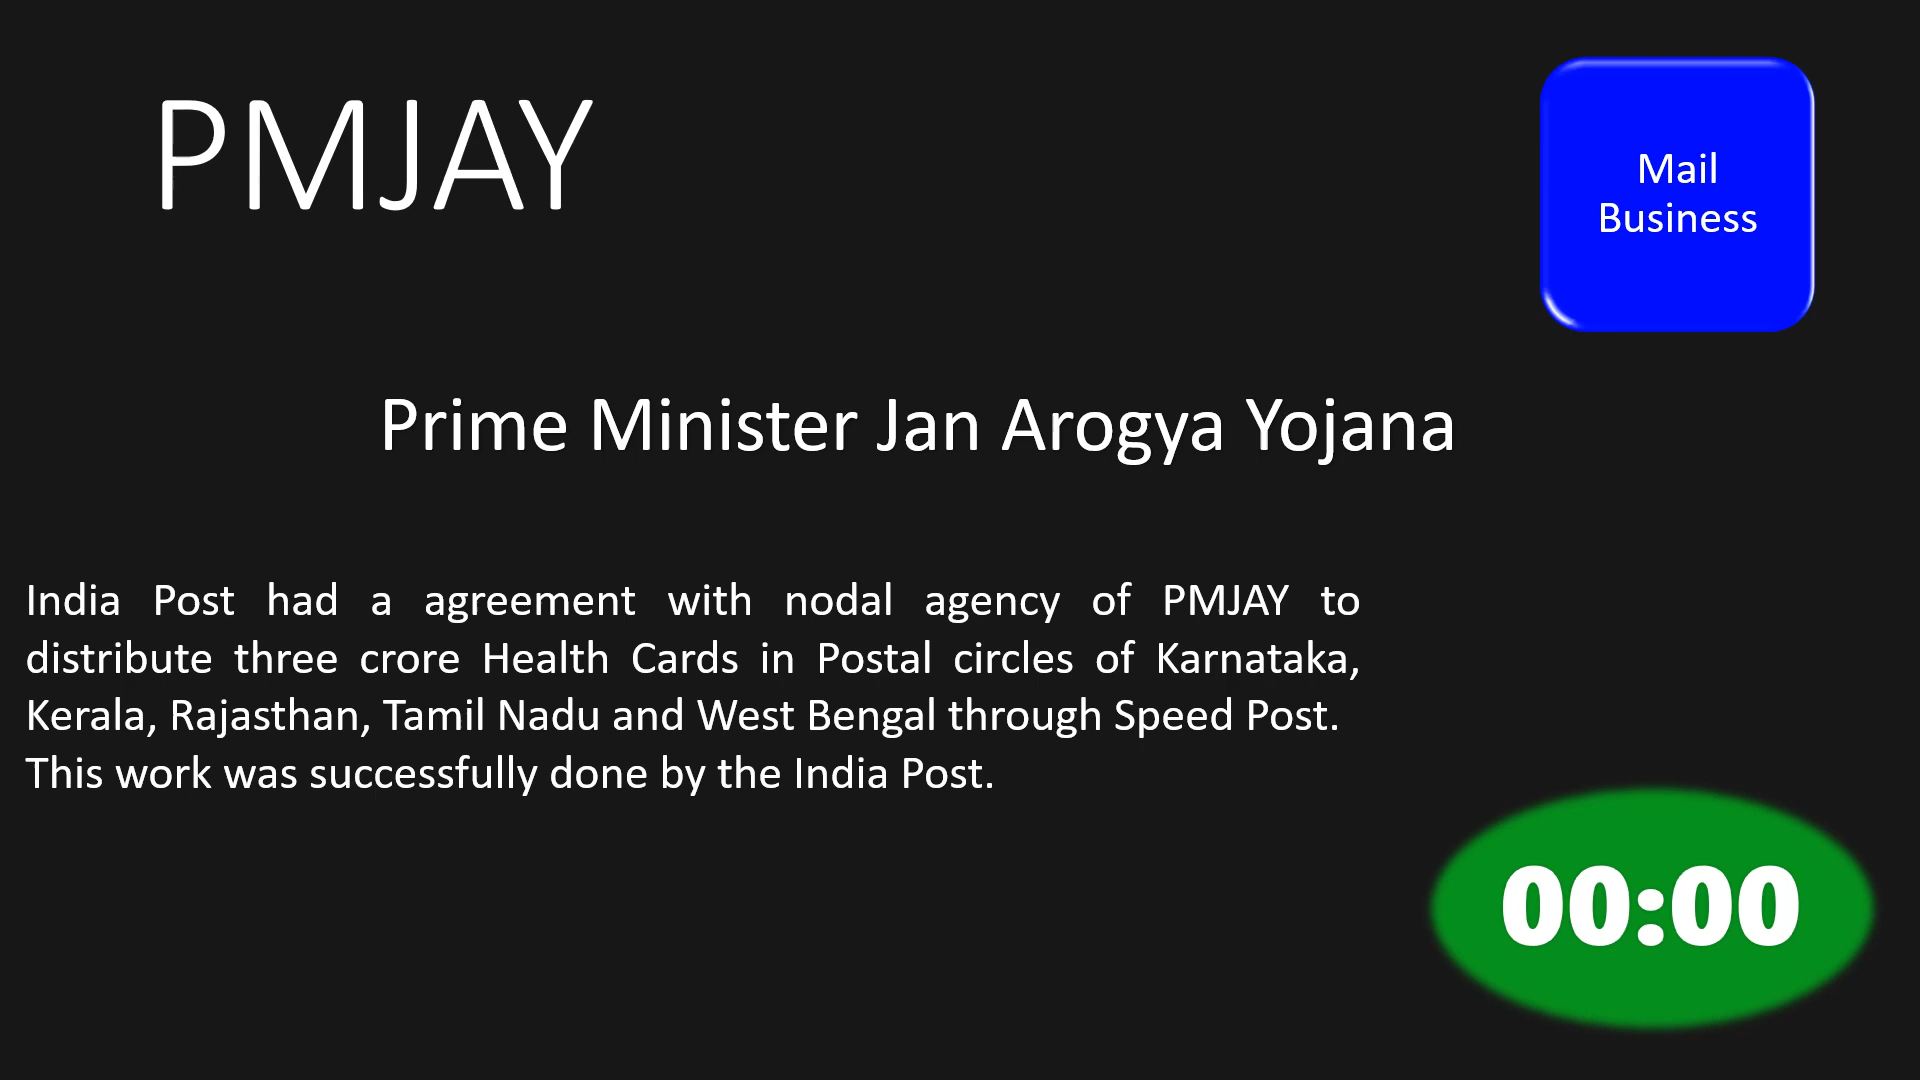 PMJAY
Mail
Business
Prime Minister Jan Arogya Yojana
India Post had a agreement with nodal agency of PMJAY to
distribute three crore Health Cards in Postal circles of Karnataka,
Kerala, Rajasthan, Tamil Nadu and West Bengal through Speed Post.
This work was successfully done by the India Post.
00:00